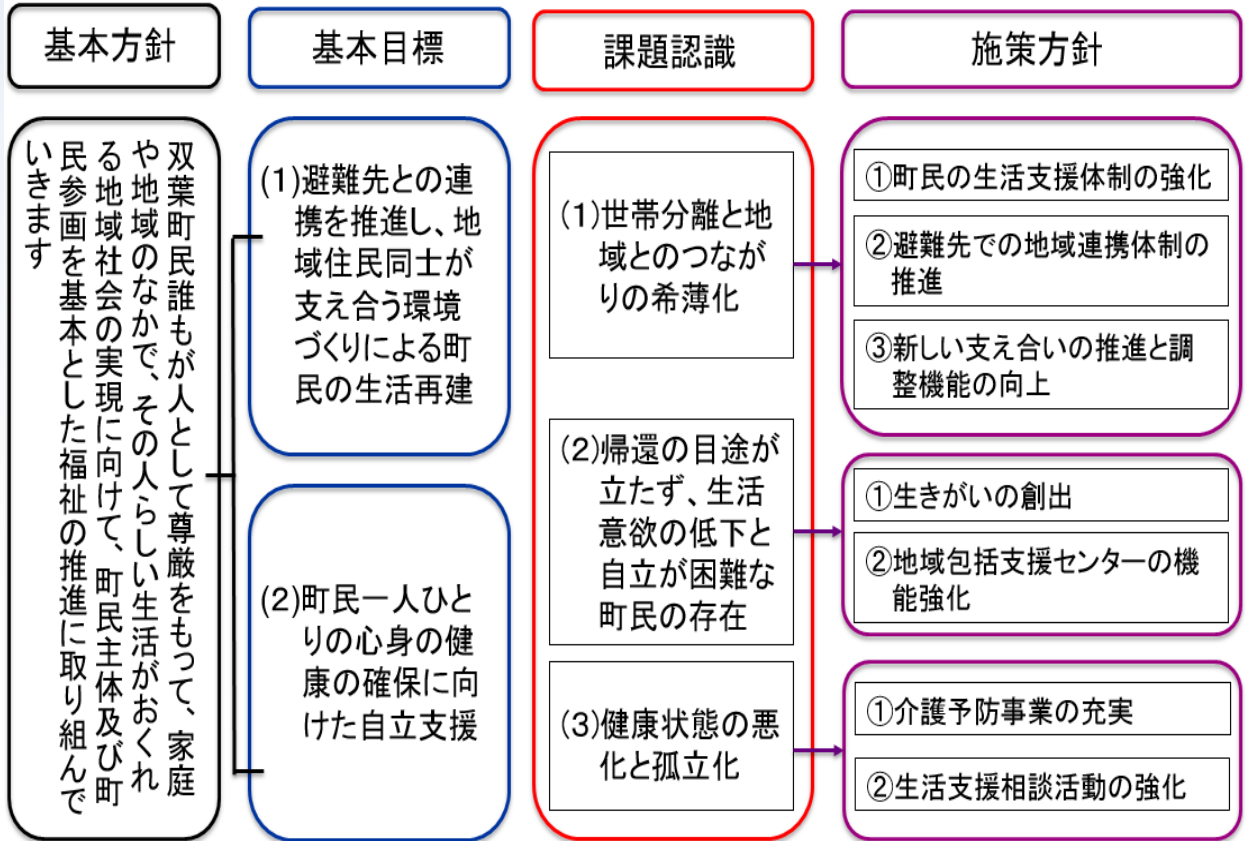 基本方針
双葉町民誰もが人として尊厳をもって、家庭
や地域のなかで、その人らしい生活がおくれ
る地域社会の実現に向けて、町民主体及び町
民参画を基本とした福祉の推進に取り組んで
いきます
基本目標
(1)避難先との連
携を推進し、地
域住民同士が
支え合う環境
づくりによる町
民の生活再建
(2)町民一人ひと
りの心身の健
康の確保に向
けた自立支援
課題認識
(1)世帯分離と地
域とのつなが
りの希薄化
(2)帰還の目途が
立たず、生活
意欲の低下と
自立が困難な
町民の存在
(3)健康状態の悪
化と孤立化
施策方針
①町民の生活支援体制の強化
②避難先での地域連携体制の
推進
③新しい支え合いの推進と調
整機能の向上
①生きがいの創出
②地域包括支援センターの機
能強化
①介護予防事業の充実
②生活支援相談活動の強化